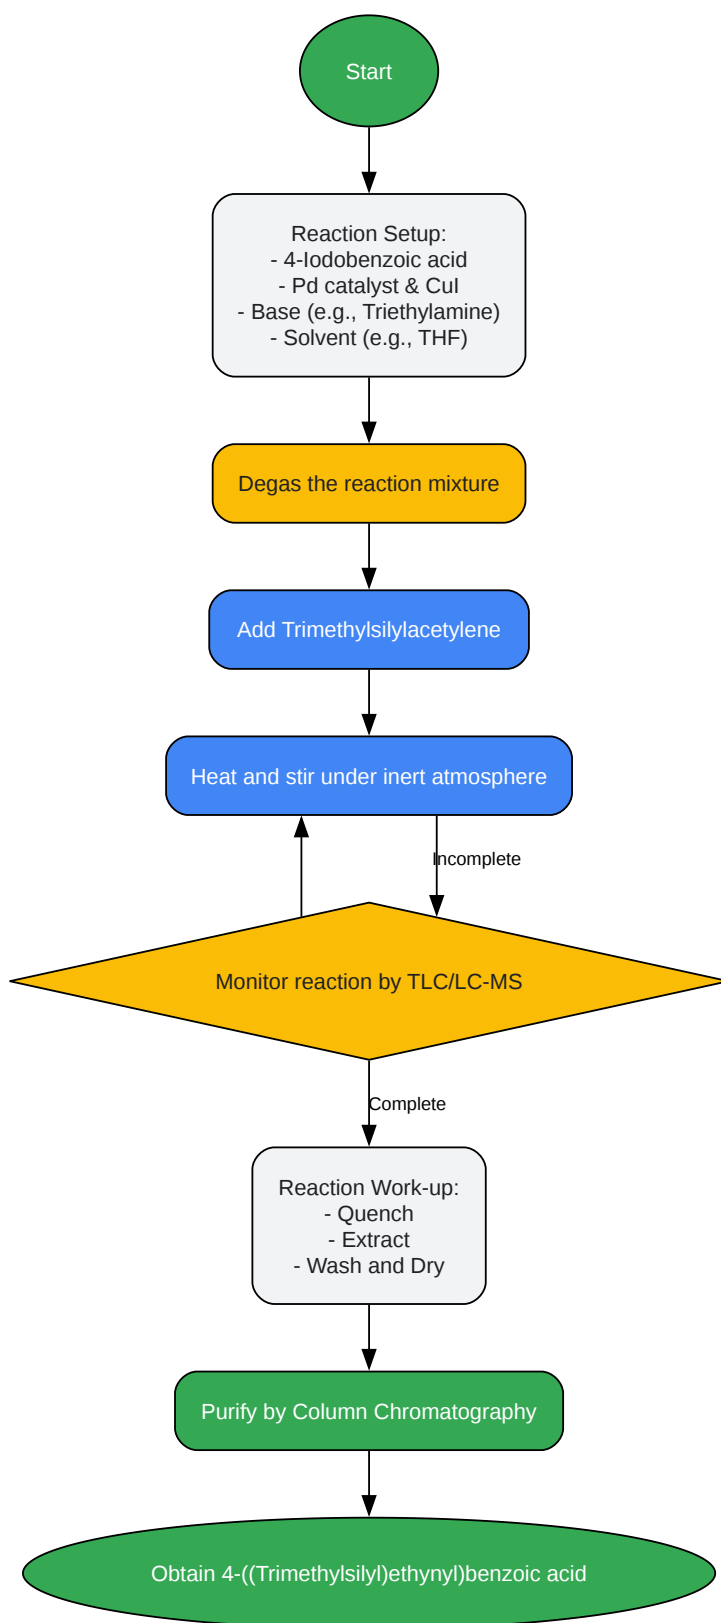 Start
Reaction Setup:
- 4-Iodobenzoic acid
- Pd catalyst & CuI
- Base (e.g., Triethylamine)
- Solvent (e.g., THF)
Degas the reaction mixture
Add Trimethylsilylacetylene
Heat and stir under inert atmosphere
Incomplete
Monitor reaction by TLC/LC-MS
Complete
Reaction Work-up:
- Quench
- Extract
- Wash and Dry
Purify by Column Chromatography
Obtain 4-((Trimethylsilyl)ethynyl)benzoic acid